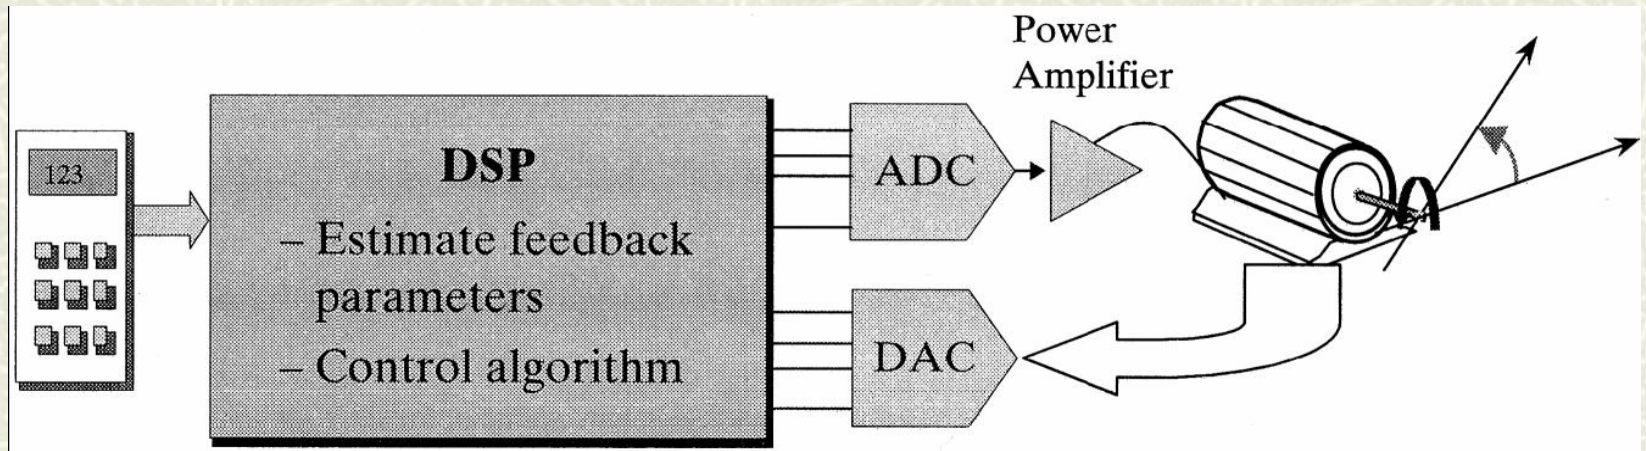 Power
Amplifier
123
DSP
– Estimate feedback
parameters
– Control algorithm
ADC
DAC